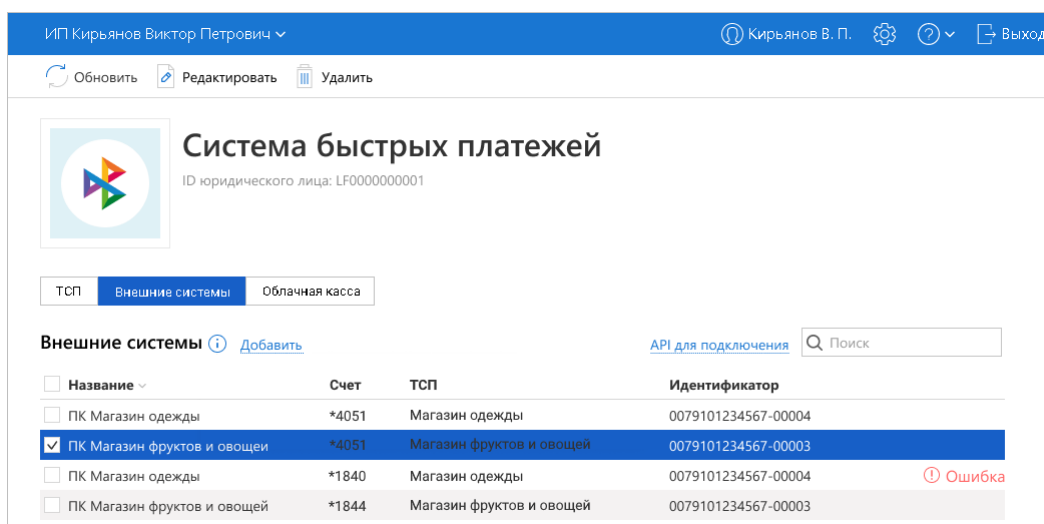 ИП Кирьянов Виктор Петрович Кирьянов В. П. Выход
Обновить Редактировать Удалить
Система быстрых платежей
ID юридического лица: LF0000000001
ТСП Внешние системы Облачная касса
Внешние системы Добавить API для подключения Поиск
Название Счет ТСП Идентификатор
ПК Магазин одежды *4051 Магазин одежды 0079101234567-00004
ПК Магазин фруктов и овощеи *4051 Магазин фруктов и овощей 0079101234567-00003
ПК Магазин одежды *1840 Магазин одежды 0079101234567-00004 Ошибка
ПК Магазин фруктов и овощей *1844 Магазин фруктов и овощей 0079101234567-00003